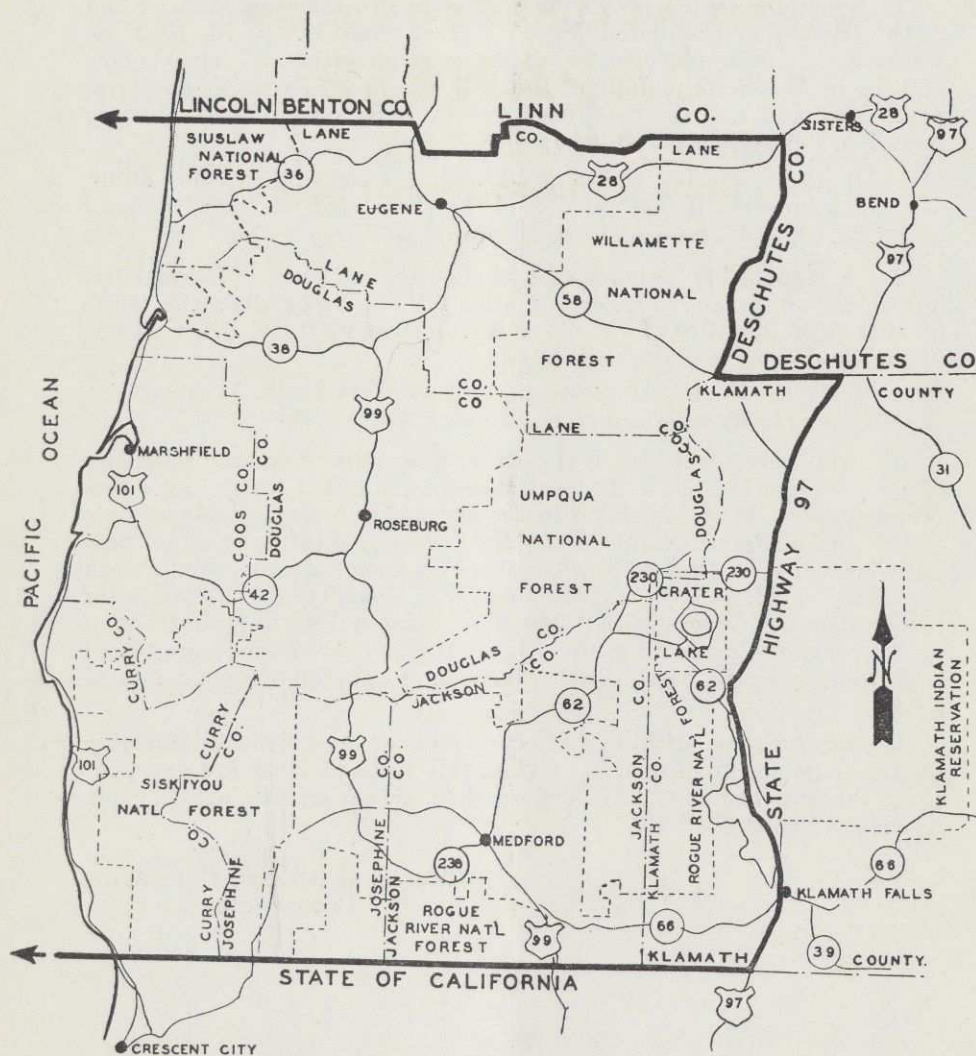 LINCOLN BENTON CO. LINN CO.
LANE CO. LANE
SIUSLAW
NATIONAL
FOREST
36
28
SISTERS
28
97
EUGENE
BEND
DESCHUTES CO.
WILLAMETTE
97
LANE
DOUGLAS
58
NATIONAL
38
FOREST
DESCHUTES CO
KLAMATH COUNTY
CO.
CO
99
LANE CO.
CO.
DOUGLAS
OCEAN
MARSHFIELD
101
COOS CO.
CO.
DOUGLAS
31
UMPQUA
ROSEBURG
NATIONAL
97
PACIFIC
42
FOREST
230
230
CRATER
HIGHWAY
LAKE
CURRY CO.
DOUGLAS CO.
JACKSON CO.
62
62
N
KLAMATH INDIAN
RESERVATION
CURRY
CO.
99
101
JACKSON CO.
KLAMATH CO.
ROGUE RIVER NATL FOREST
STATE
SISKIYOU
NATL FOREST
CO.
CO.
CO.
MEDFORD
66
238
JOSEPHINE
JACKSON
CURRY
JOSEPHINE
KLAMATH FALLS
ROGUE
RIVER NAT'L
FOREST
99
66
39
KLAMATH COUNTY.
STATE OF CALIFORNIA
97
CRESCENT CITY